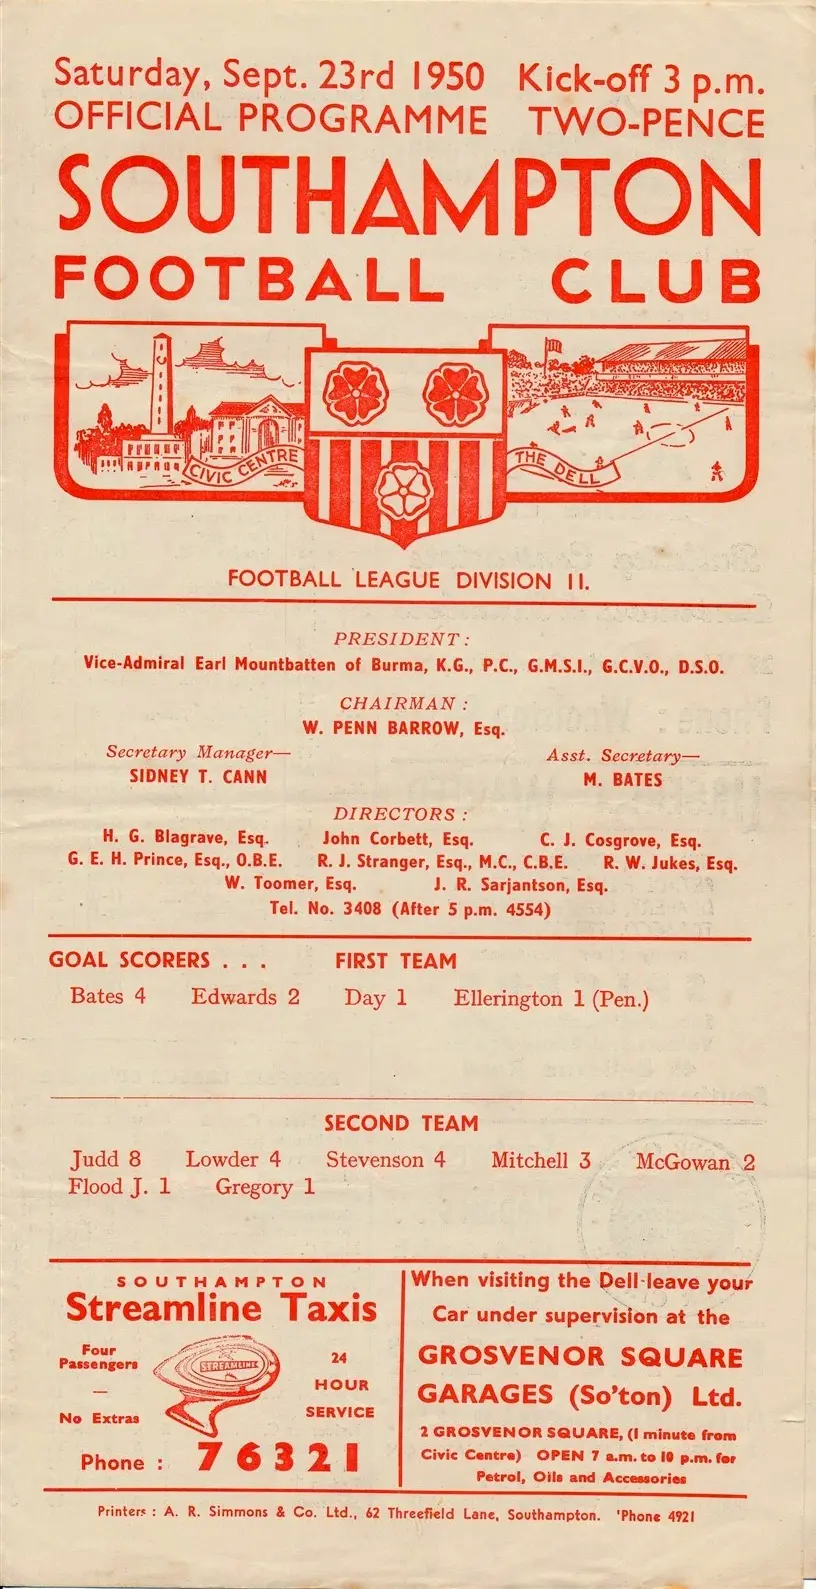 Saturday, Sept. 23rd 1950 Kick-off 3 p.m.
OFFICIAL PROGRAMME TWO-PENCE
SOUTHAMPTON
FOOTBALL CLUB
CIVIC CENTRE
THE DELL
FOOTBALL LEAGUE DIVISION II.
PRESIDENT:
Vice-Admiral Earl Mountbatten of Burma, K.G., P.C., G.M.S.I., G.C.V.O., D.S.O.
CHAIRMAN:
W. PENN BARROW, Esq.
Secretary Manager— Asst. Secretary—
SIDNEY T. CANN M. BATES
DIRECTORS:
H. G. Blagrave, Esq. John Corbett, Esq. C. J. Cosgrove, Esq.
G. E. H. Prince, Esq., O.B.E. R. J. Stranger, Esq., M.C., C.B.E. R. W. Jukes, Esq.
W. Toomer, Esq. J. R. Sarjantson, Esq.
Tel. No. 3408 (After 5 p.m. 4554)
GOAL SCORERS . . . FIRST TEAM
Bates 4 Edwards 2 Day 1 Ellerington 1 (Pen.)
SECOND TEAM
Judd 8 Lowder 4 Stevenson 4 Mitchell 3 McGowan 2
Flood J. 1 Gregory 1
SOUTHAMPTON
Streamline Taxis
Four
Passengers
—
No Extras
STREAMLINE
24
HOUR
SERVICE
Phone : 76321
When visiting the Dell leave your
Car under supervision at the
GROSVENOR SQUARE
GARAGES (So'ton) Ltd.
2 GROSVENOR SQUARE, (1 minute from
Civic Centre) OPEN 7 a.m. to 10 p.m. for
Petrol, Oils and Accessories
Printers : A. R. Simmons & Co. Ltd., 62 Threefield Lane, Southampton. 'Phone 4921